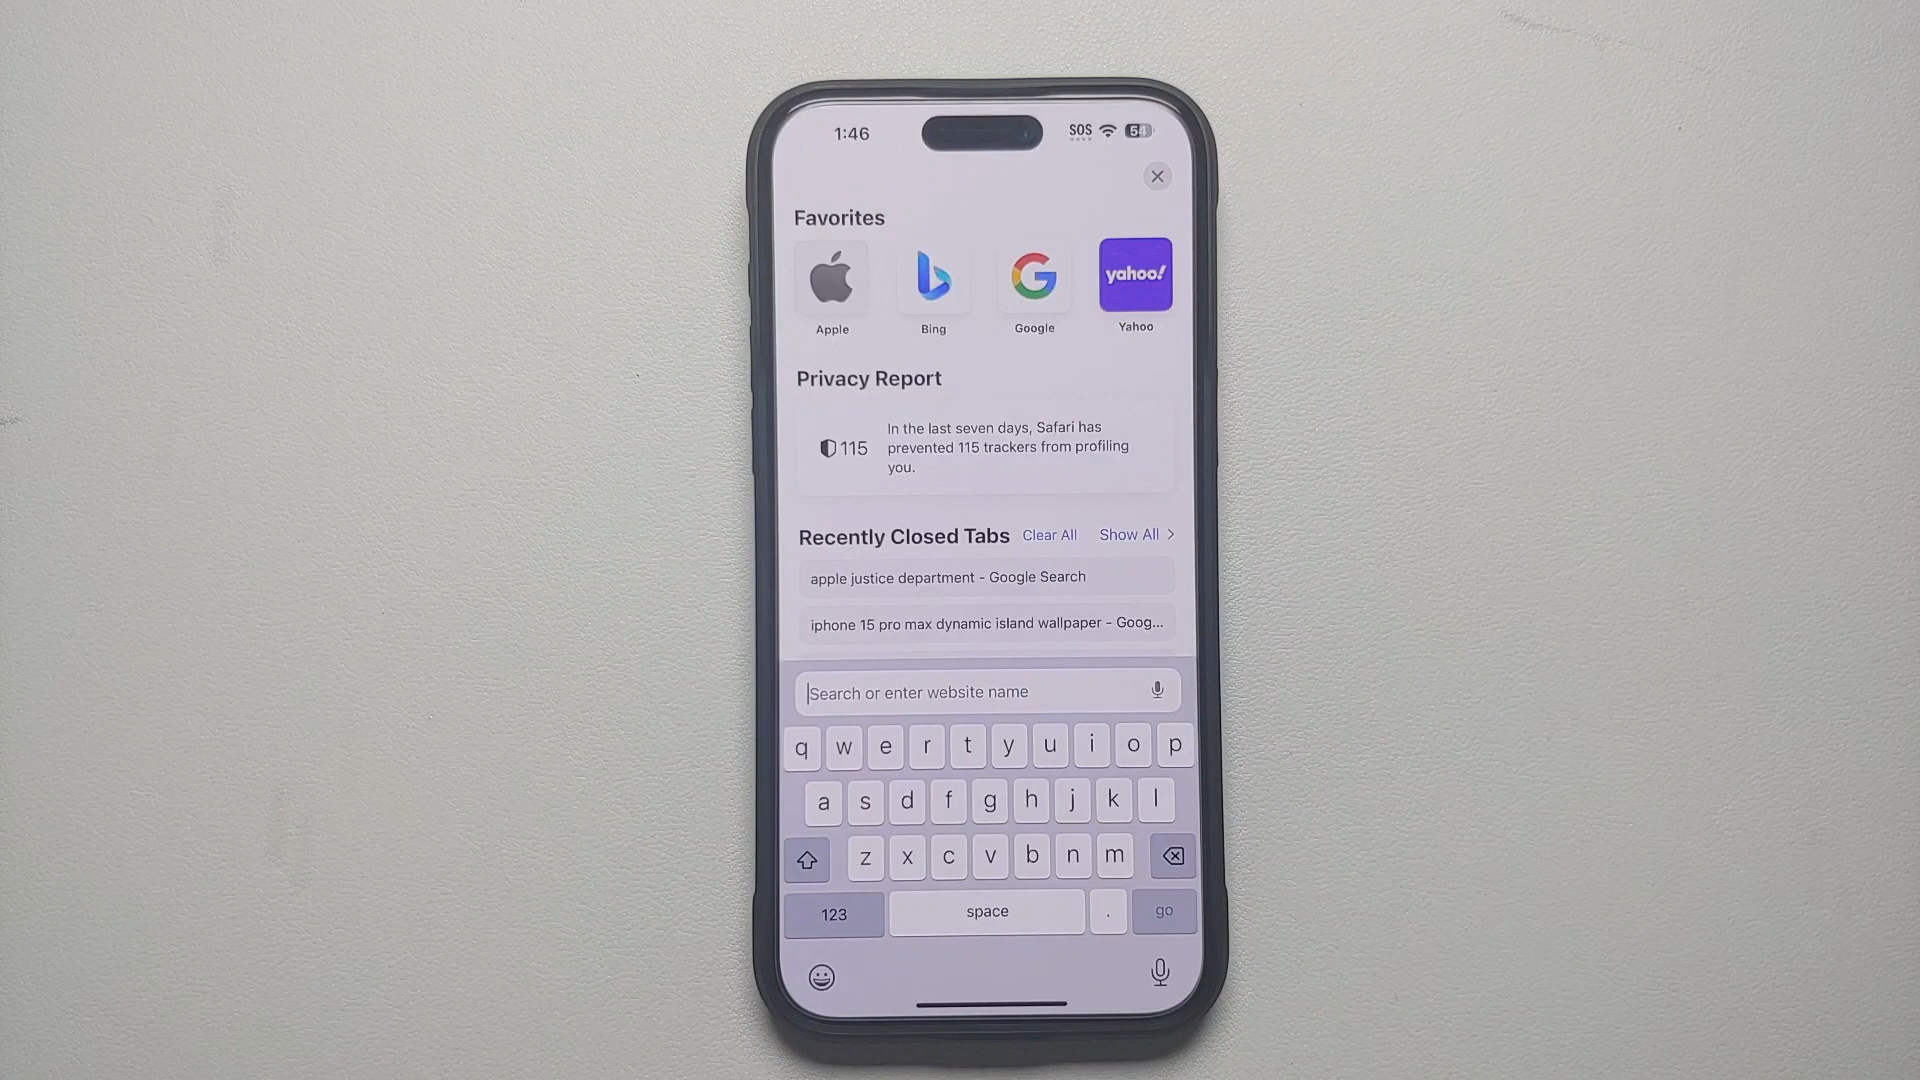 1:46 SOS 54
Favorites
yahoo!
Apple Bing Google Yahoo
Privacy Report
115
In the last seven days, Safari has
prevented 115 trackers from profiling
you.
Recently Closed Tabs Clear All Show All >
apple justice department - Google Search
iphone 15 pro max dynamic island wallpaper - Goog...
Search or enter website name
q w e r t y u i o p
a s d f g h j k l
z x c v b n m
123 space . go